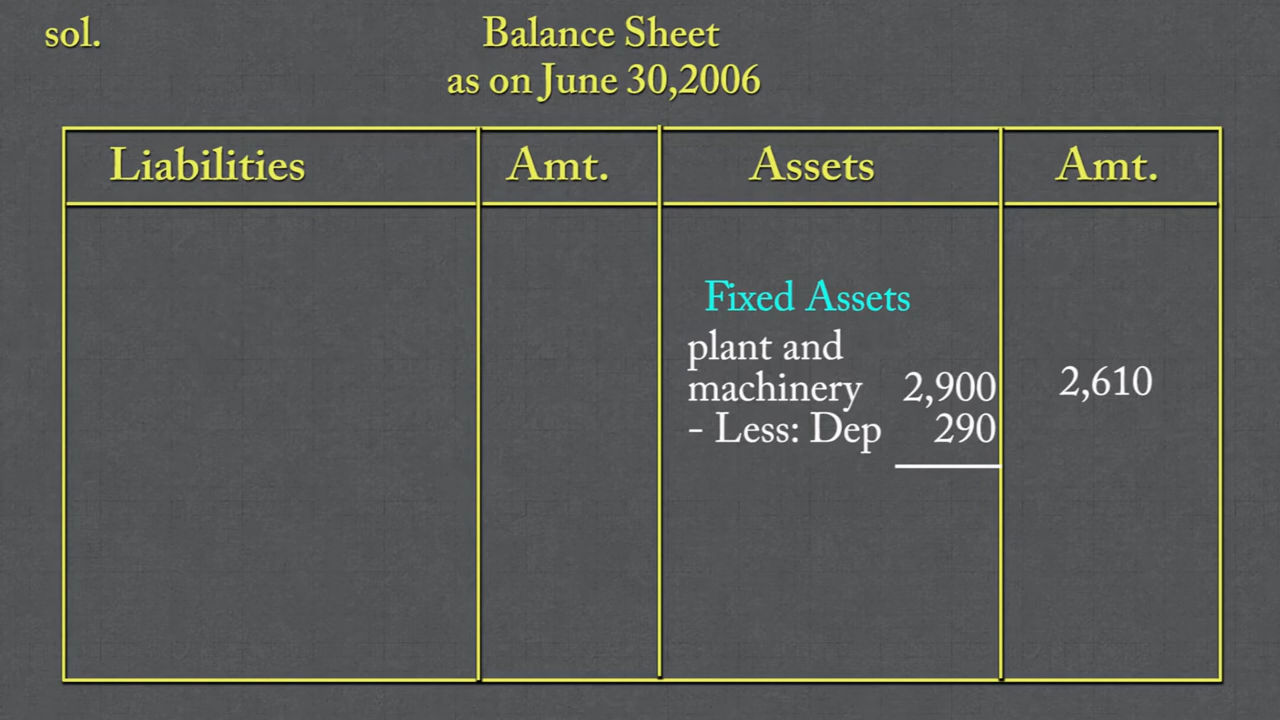 sol.
Balance Sheet
as on June 30,2006
Liabilities Amt. Assets Amt.
Fixed Assets
plant and
machinery 2,900 2,610
- Less: Dep 290